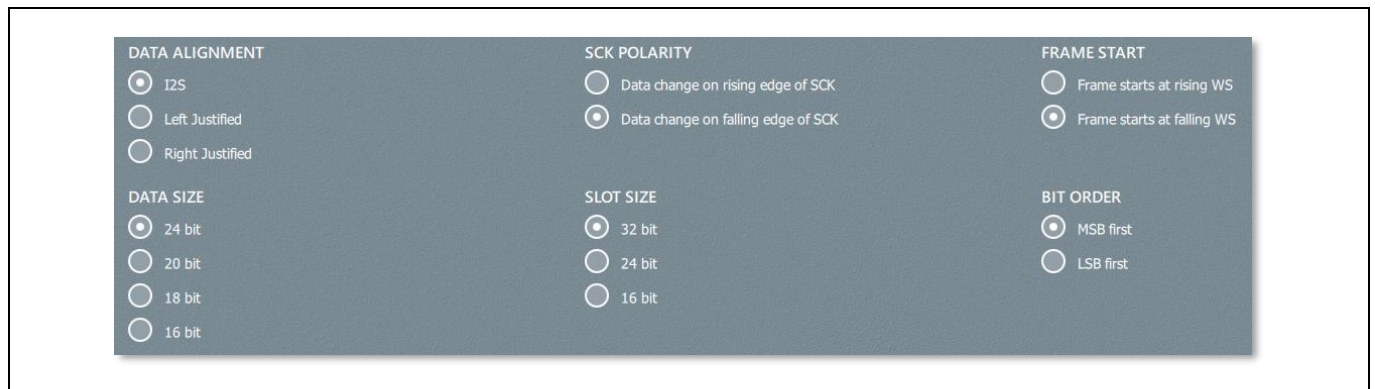 DATA ALIGNMENT
I2S
Left Justified
Right Justified
SCK POLARITY
Data change on rising edge of SCK
Data change on falling edge of SCK
FRAME START
Frame starts at rising WS
Frame starts at falling WS
DATA SIZE
24 bit
20 bit
18 bit
16 bit
SLOT SIZE
32 bit
24 bit
16 bit
BIT ORDER
MSB first
LSB first